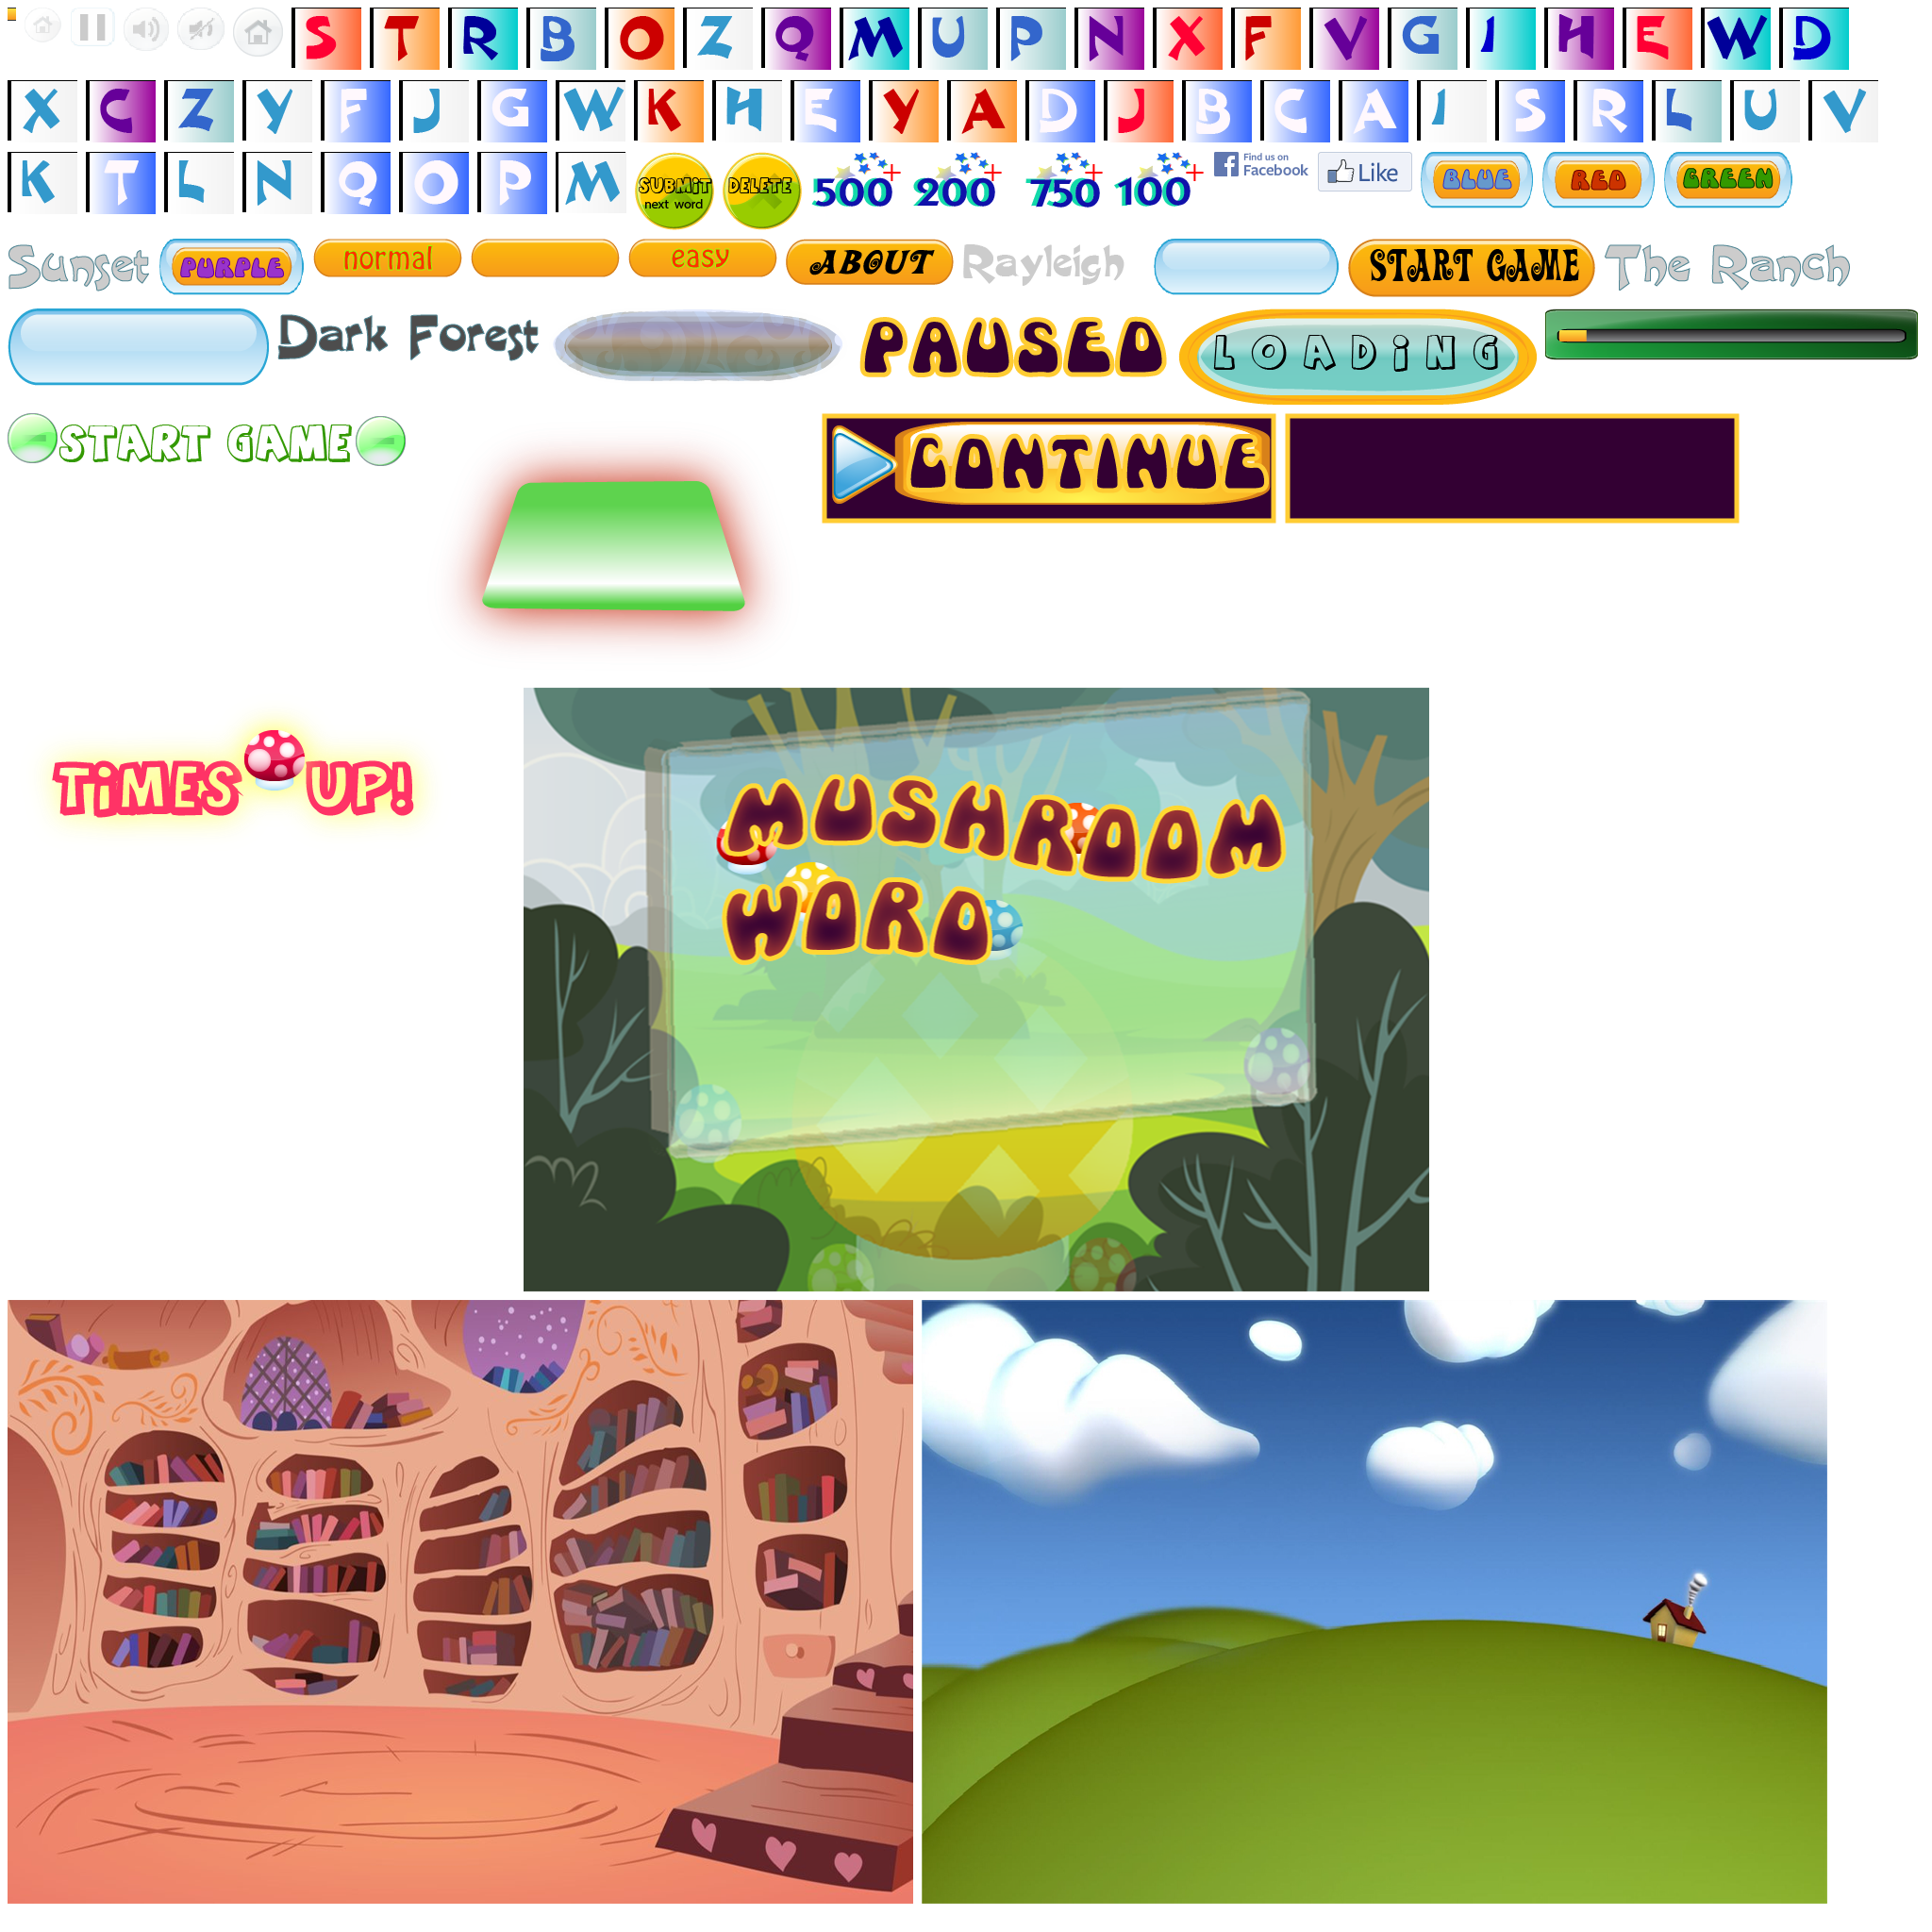 S T R B O Z Q M U P N X F V G I H E W D
X C Z Y F J G W K H E Y A D J B C A I S R L U V
K T L N Q O P M SUBMIT next word DELETE 500+ 200+ 750+ 100+ Find us on Facebook Like BLUE RED GREEN
Sunset PURPLE normal easy ABOUT Rayleigh START GAME The Ranch
Dark Forest PAUSED LOADING
START GAME CONTINUE
TIMES UP!
MUSHROOM
WORD